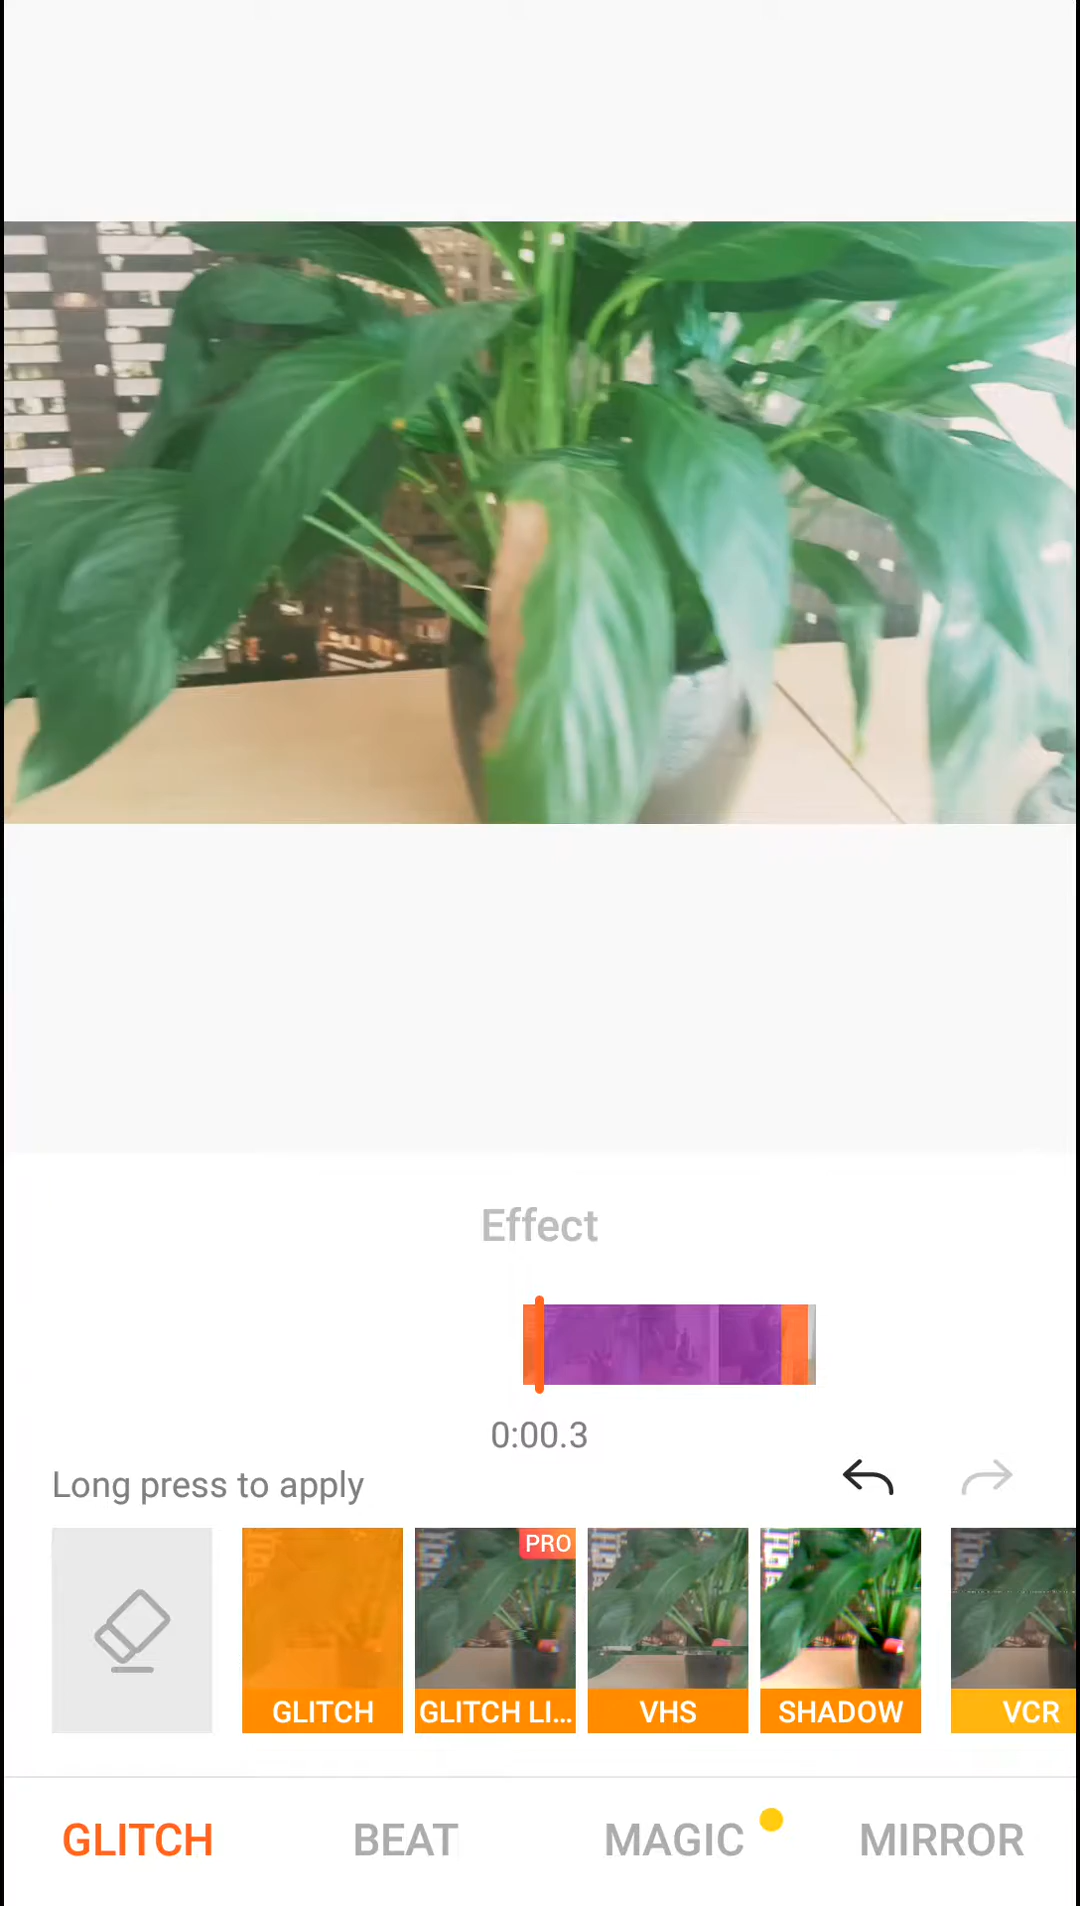 Effect
0:00.3
Long press to apply
PRO
GLITCH
GLITCH LI...
VHS
SHADOW
VCR
GLITCH
BEAT
MAGIC
MIRROR